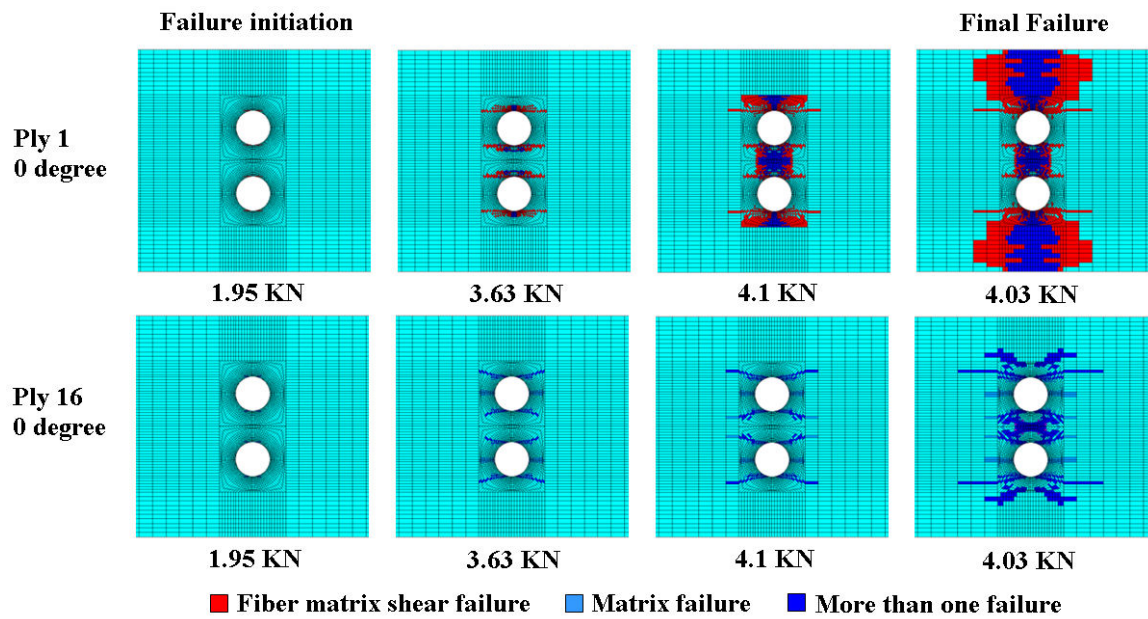 Failure initiation
Final Failure
Ply 1
0 degree
1.95 KN
3.63 KN
4.1 KN
4.03 KN
Ply 16
0 degree
1.95 KN
3.63 KN
4.1 KN
4.03 KN
Fiber matrix shear failure
Matrix failure
More than one failure